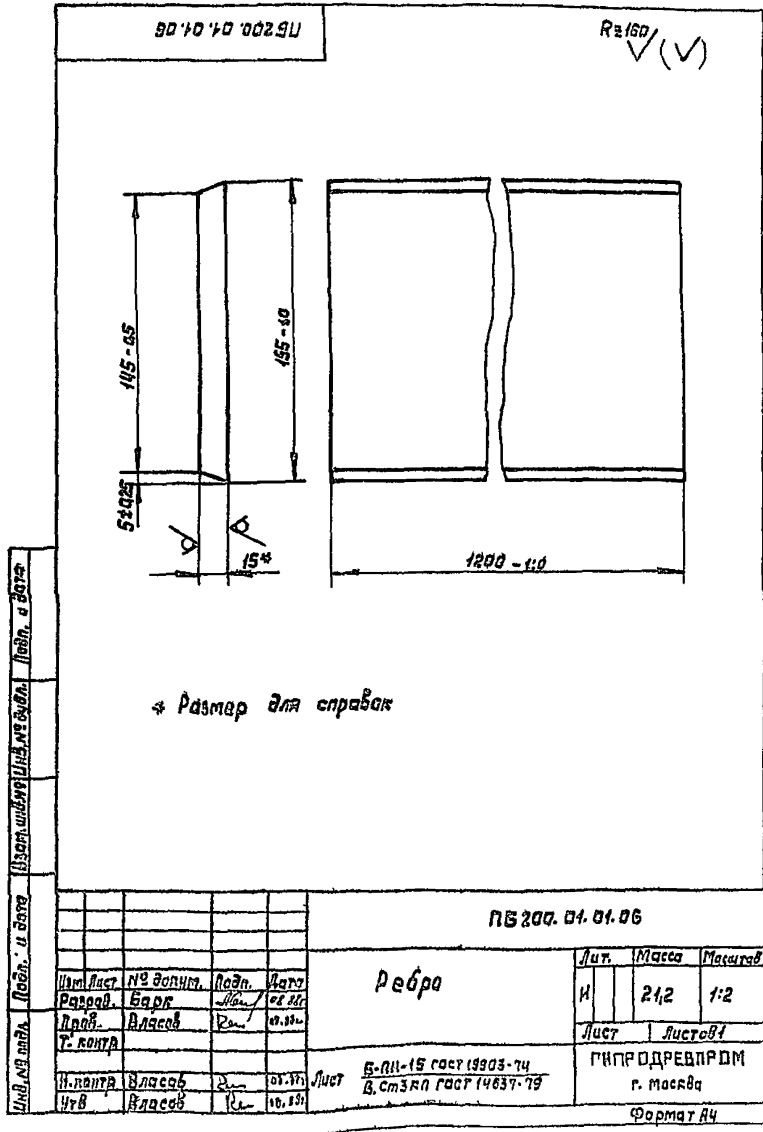 ПБ200.01.01.06
Rz160
(√)
145-0,5
155-1,0
5±0,25
15*
1200-1,0
* Размер для справок
Инв.№ подл.
Подп. и дата
Взам.инв.№
Инв.№ дубл.
Подп. и дата
ПБ200.01.01.06
Изм Лист № докум. Подп. Дата
Разраб. Барк
Пров. Власов
Т. контр
Н.контр Власов
Утв Власов
Ребро
Лит. Масса Масштаб
И 21,2 1:2
Лист Листов 1
Лист Б-ПН-15 ГОСТ 19903-74
В.Ст3кп ГОСТ 14637-79
ГИПРОДРЕВПРОМ
г. Москва
Формат А4